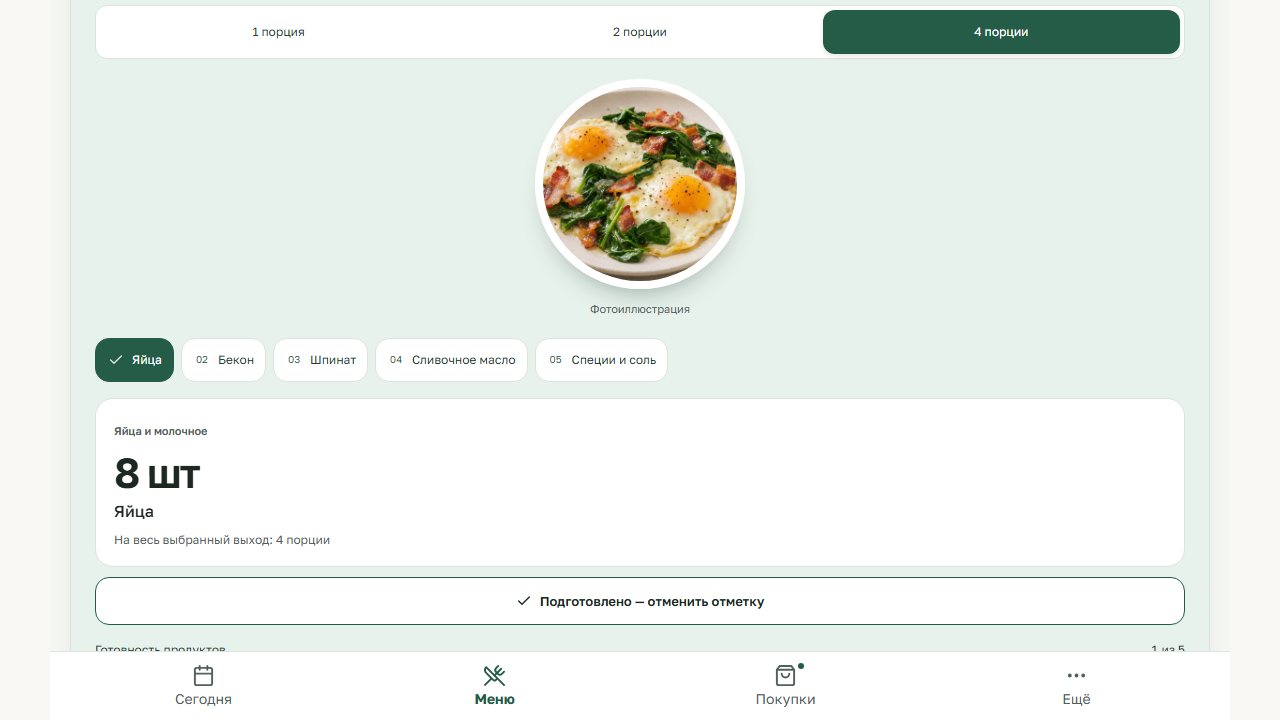 1 порция
2 порции
4 порции
Фотоиллюстрация
Яйца
02 Бекон
03 Шпинат
04 Сливочное масло
05 Специи и соль
Яйца и молочное
8 шт
Яйца
На весь выбранный выход: 4 порции
Подготовлено — отменить отметку
Готовность продуктов
1 из 5
Сегодня
Меню
Покупки
Ещё